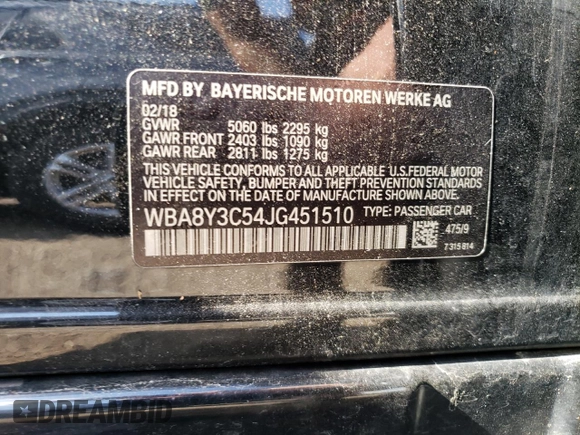 MFD BY BAYERISCHE MOTOREN WERKE AG
02/18
GVWR 5060 lbs 2295 kg
GAWR FRONT 2403 lbs 1090 kg
GAWR REAR 2811 lbs 1275 kg
THIS VEHICLE CONFORMS TO ALL APPLICABLE U.S.FEDERAL MOTOR
VEHICLE SAFETY, BUMPER AND THEFT PREVENTION STANDARDS
IN EFFECT ON THE DATE OF MANUFACTURE SHOWN ABOVE.
WBA8Y3C54JG451510 TYPE: PASSENGER CAR
475/9
7 315 814
DREAMBID